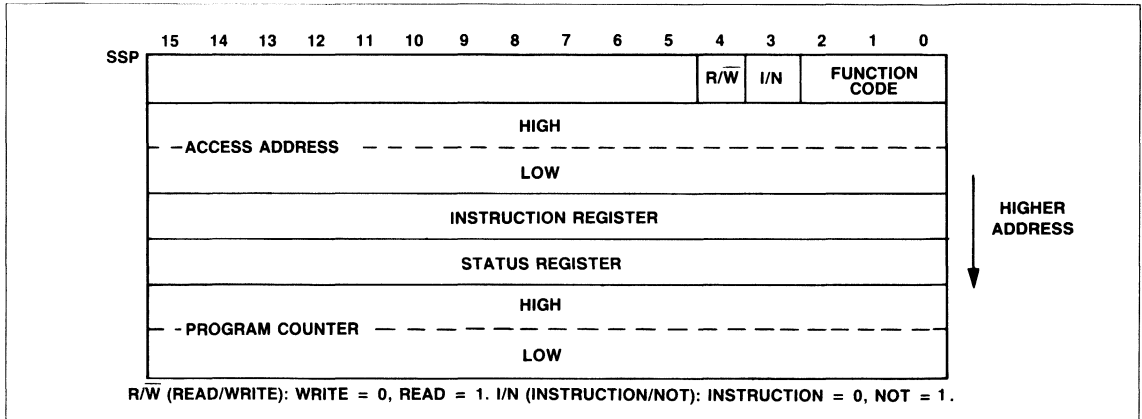 15 14 13 12 11 10 9 8 7 6 5 4 3 2 1 0
SSP
R/W̅ I/N FUNCTION
CODE
HIGH
ACCESS ADDRESS
LOW
INSTRUCTION REGISTER
HIGHER
ADDRESS
STATUS REGISTER
HIGH
PROGRAM COUNTER
LOW
R/W̅ (READ/WRITE): WRITE = 0, READ = 1. I/N (INSTRUCTION/NOT): INSTRUCTION = 0, NOT = 1.